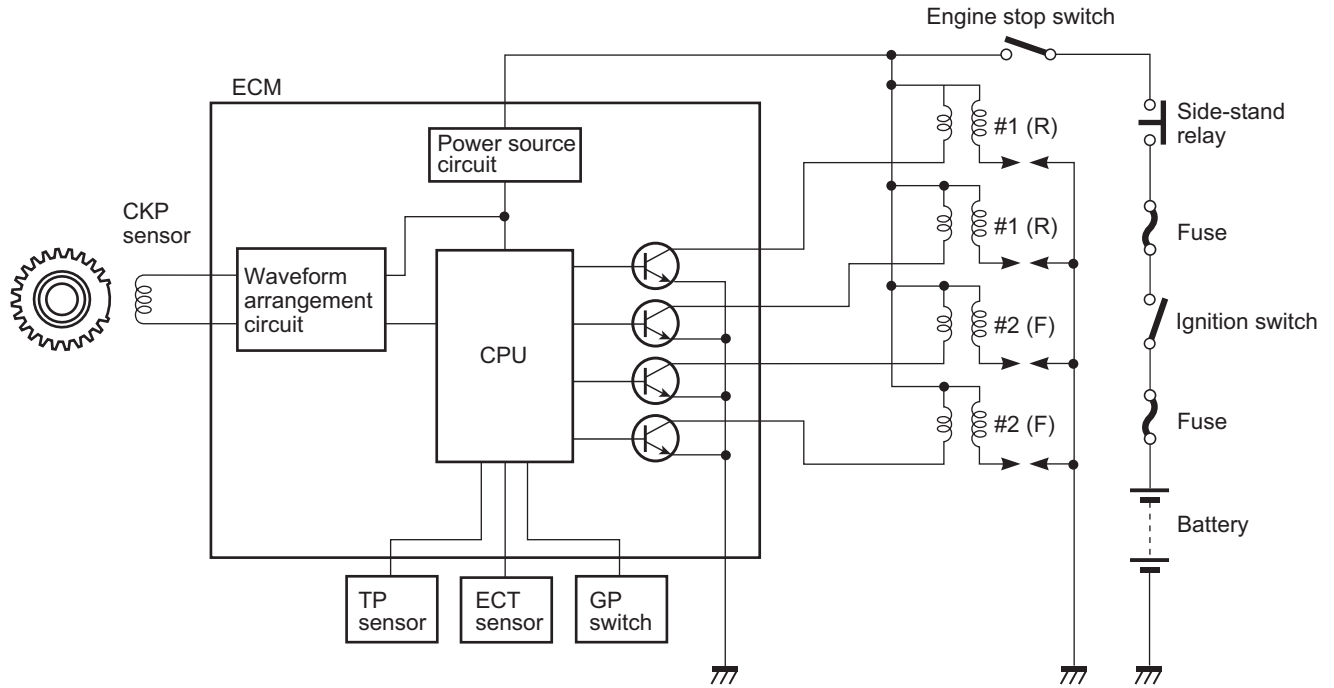 Engine stop switch
ECM
Side-stand
relay
Power source
circuit
#1 (R)
CKP
sensor
#1 (R)
Fuse
Waveform
arrangement
circuit
CPU
#2 (F)
Ignition switch
#2 (F)
Fuse
Battery
TP
sensor
ECT
sensor
GP
switch